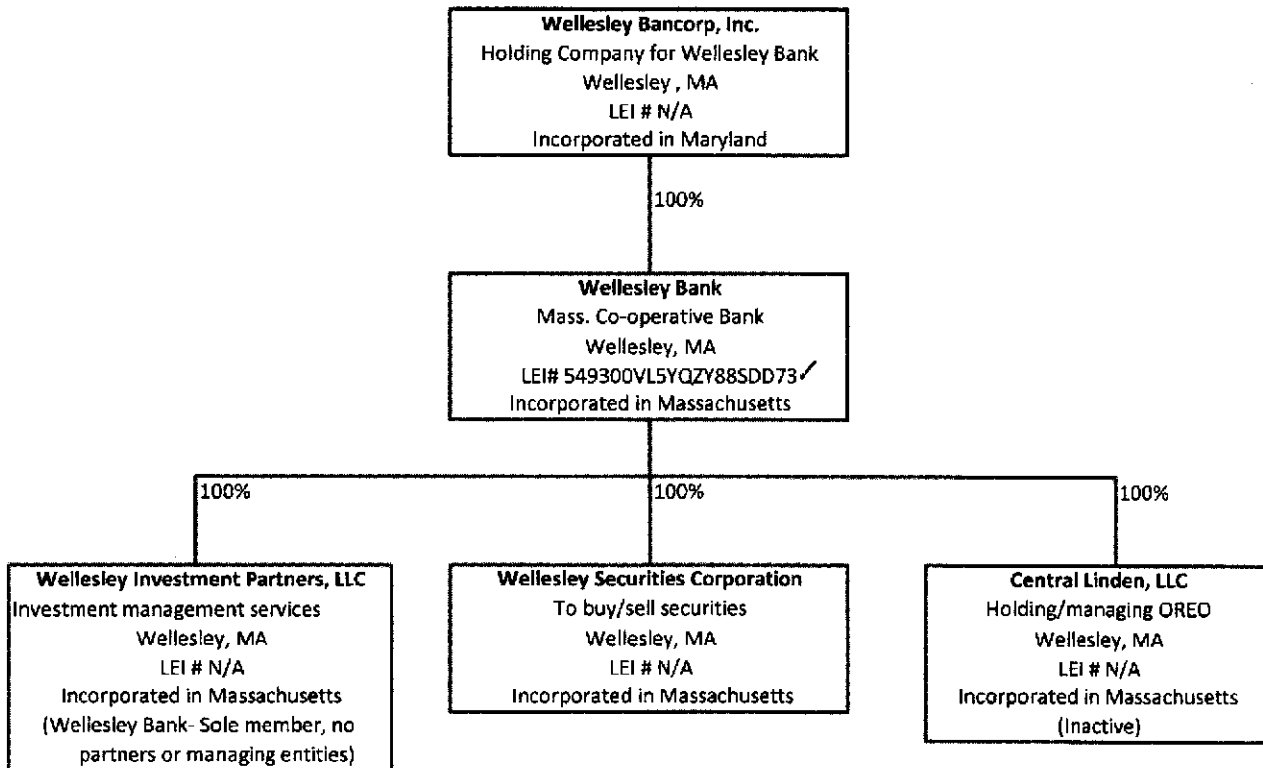 Wellesley Bancorp, Inc.
Holding Company for Wellesley Bank
Wellesley , MA
LEI # N/A
Incorporated in Maryland
100%
Wellesley Bank
Mass. Co-operative Bank
Wellesley, MA
LEI# 549300VL5YQZY88SDD73✓
Incorporated in Massachusetts
100%
100%
100%
Wellesley Investment Partners, LLC
Investment management services
Wellesley, MA
LEI # N/A
Incorporated in Massachusetts
(Wellesley Bank- Sole member, no
partners or managing entities)
Wellesley Securities Corporation
To buy/sell securities
Wellesley, MA
LEI # N/A
Incorporated in Massachusetts
Central Linden, LLC
Holding/managing OREO
Wellesley, MA
LEI # N/A
Incorporated in Massachusetts
(Inactive)